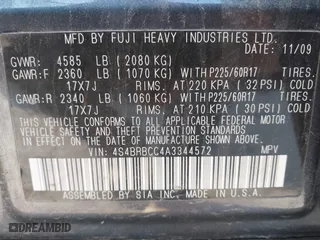 MFD BY FUJI HEAVY INDUSTRIES LTD.
DATE: 11/09
GVWR: 4585 LB ( 2080 KG)
GAWR:F 2360 LB ( 1070 KG) WITH P225/60R17 TIRES.
17X7J RIMS. AT 220 KPA ( 32 PSI) COLD
GAWR:R 2340 LB ( 1060 KG) WITH P225/60R17 TIRES.
17X7J RIMS. AT 210 KPA ( 30 PSI) COLD
THIS VEHICLE CONFORMS TO ALL APPLICABLE
U.S. FEDERAL MOTOR VEHICLE SAFETY AND
THEFT PREVENTION STANDARDS IN EFFECT ON
THE DATE OF MANUFACTURE SHOWN ABOVE.
VIN: 4S4BRBCC4A3344572 MPV
ASSEMBLED BY SIA INC. MADE IN U.S.A.
DREAMBID